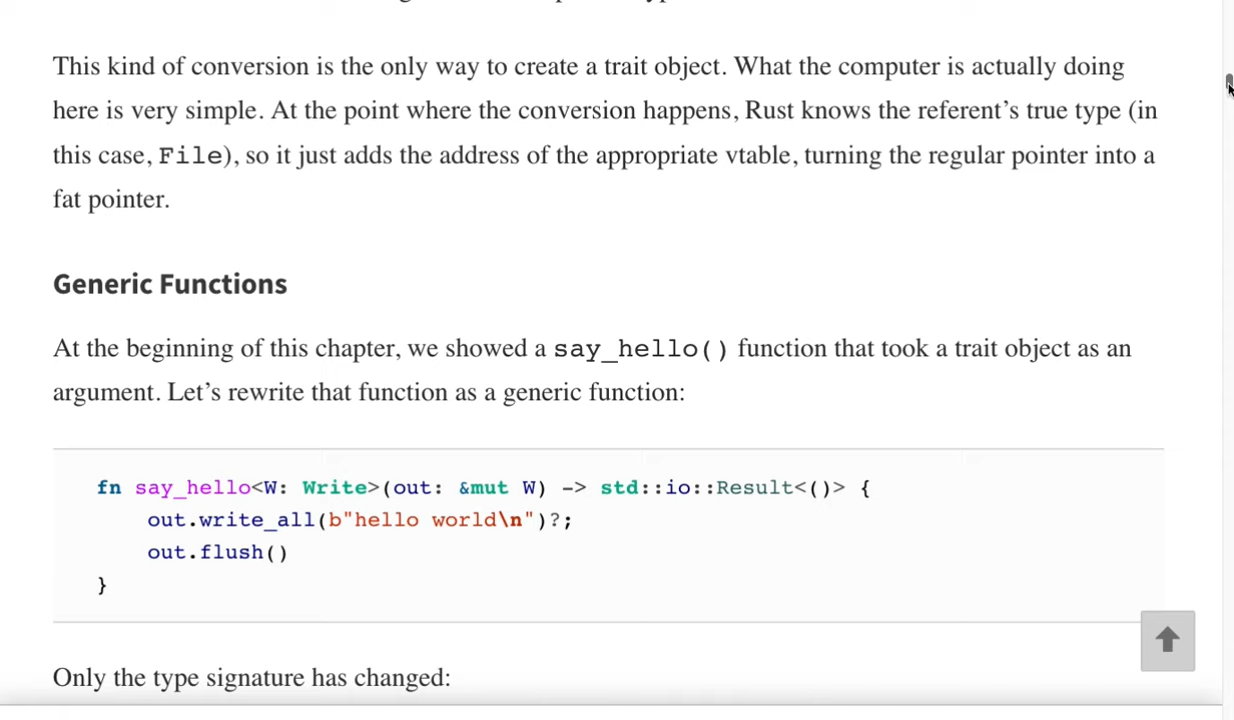 This kind of conversion is the only way to create a trait object. What the computer is actually doing
here is very simple. At the point where the conversion happens, Rust knows the referent’s true type (in
this case, File), so it just adds the address of the appropriate vtable, turning the regular pointer into a
fat pointer.
Generic Functions
At the beginning of this chapter, we showed a say_hello() function that took a trait object as an
argument. Let’s rewrite that function as a generic function:
fn say_hello<W: Write>(out: &mut W) -> std::io::Result<()> {
    out.write_all(b"hello world\n")?;
    out.flush()
}
Only the type signature has changed: